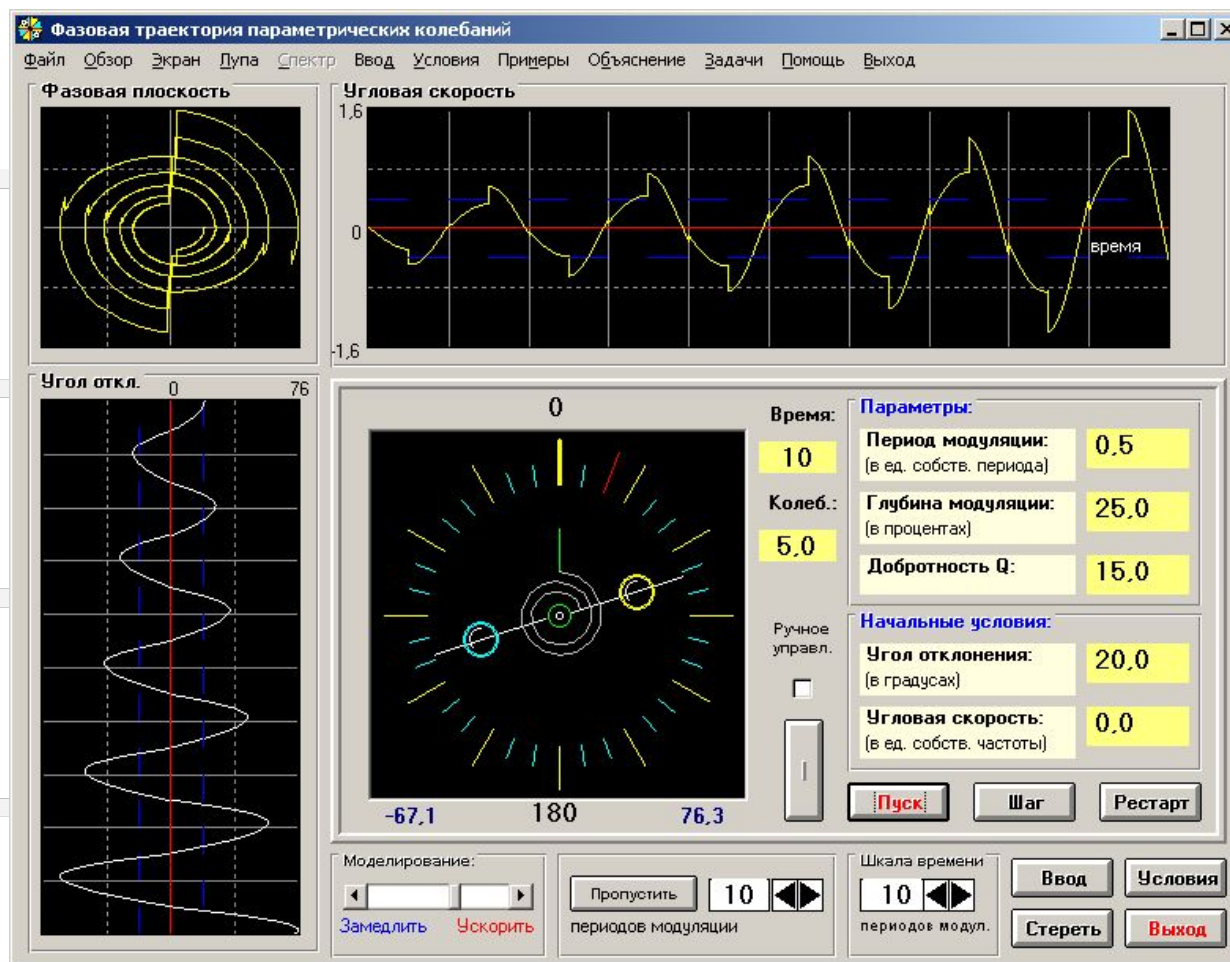 Фазовая траектория параметрических колебаний
Файл Обзор Экран Лупа Спектр Ввод Условия Примеры Объяснение Задачи Помощь Выход
Фазовая плоскость
Угловая скорость
1,6
0
время
-1,6
Угол откл. 0 76
0
-67,1 180 76,3
Время:
10
Колеб.:
5,0
Ручное
управл.
Параметры:
Период модуляции: 0,5
(в ед. собств. периода)
Глубина модуляции: 25,0
(в процентах)
Добротность Q: 15,0
Начальные условия:
Угол отклонения: 20,0
(в градусах)
Угловая скорость: 0,0
(в ед. собств. частоты)
Пуск Шаг Рестарт
Моделирование:
Замедлить Ускорить
Пропустить 10
периодов модуляции
Шкала времени
10
периодов модул.
Ввод Условия
Стереть Выход